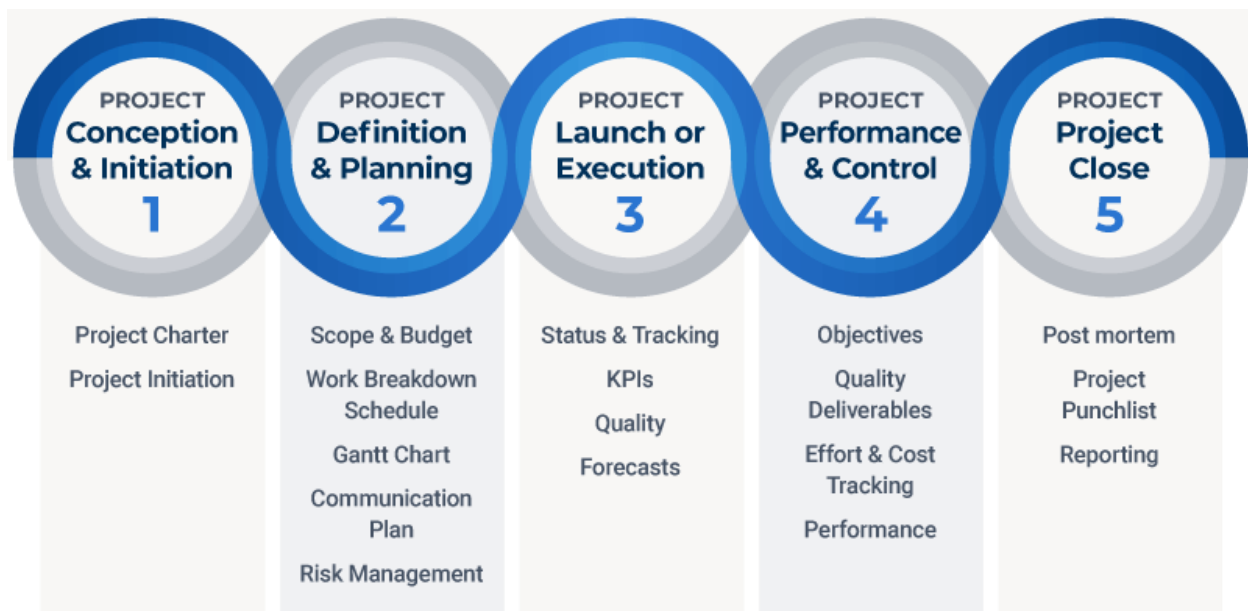 PROJECT
Conception
& Initiation
1
PROJECT
Definition
& Planning
2
PROJECT
Launch or
Execution
3
PROJECT
Performance
& Control
4
PROJECT
Project
Close
5
Project Charter
Project Initiation
Scope & Budget
Work Breakdown
Schedule
Gantt Chart
Communication
Plan
Risk Management
Status & Tracking
KPIs
Quality
Forecasts
Objectives
Quality
Deliverables
Effort & Cost
Tracking
Performance
Post mortem
Project
Punchlist
Reporting